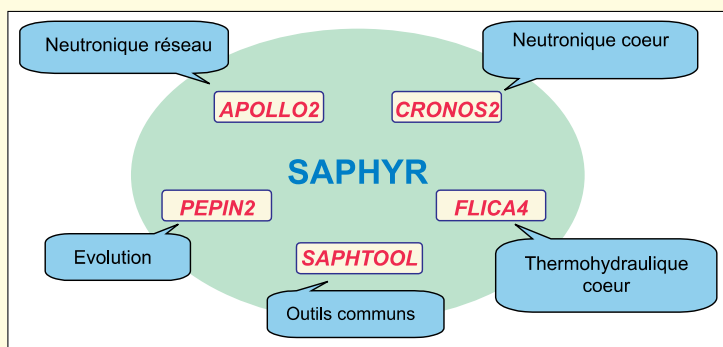 Neutronique réseau
Neutronique coeur
APOLLO2
CRONOS2
SAPHYR
PEPIN2
FLICA4
Evolution
SAPHTOOL
Thermohydraulique
coeur
Outils communs